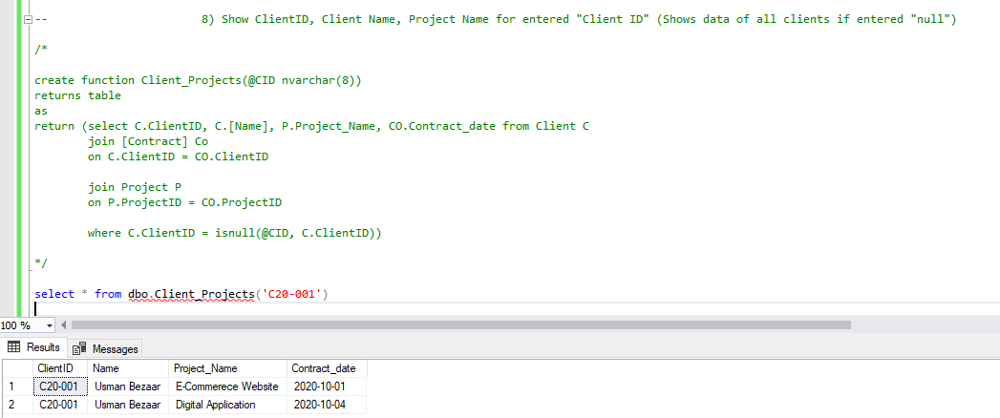 --                       8) Show ClientID, Client Name, Project Name for entered "Client ID" (Shows data of all clients if entered "null")
/*
create function Client_Projects(@CID nvarchar(8))
returns table
as
return (select C.ClientID, C.[Name], P.Project_Name, CO.Contract_date from Client C
        join [Contract] Co
        on C.ClientID = CO.ClientID
        join Project P
        on P.ProjectID = CO.ProjectID
        where C.ClientID = isnull(@CID, C.ClientID))
*/
select * from dbo.Client_Projects('C20-001')
100 %
Results Messages
ClientID Name Project_Name Contract_date
1 C20-001 Usman Bezaar E-Commerece Website 2020-10-01
2 C20-001 Usman Bezaar Digital Application 2020-10-04